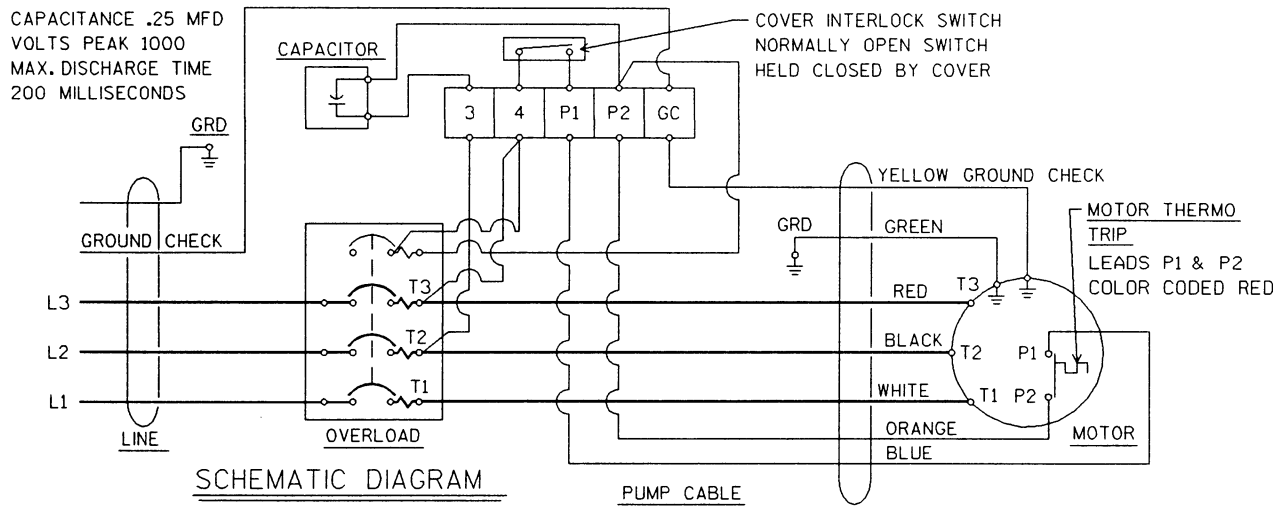 CAPACITANCE .25 MFD
VOLTS PEAK 1000
MAX. DISCHARGE TIME
200 MILLISECONDS
CAPACITOR
COVER INTERLOCK SWITCH
NORMALLY OPEN SWITCH
HELD CLOSED BY COVER
3 4 P1 P2 GC
GRD
GROUND CHECK
YELLOW GROUND CHECK
GRD
GREEN
MOTOR THERMO
TRIP
LEADS P1 & P2
COLOR CODED RED
L3
T3
RED
T3
L2
T2
BLACK
T2
P1
L1
T1
WHITE
T1
P2
LINE
OVERLOAD
ORANGE
MOTOR
BLUE
SCHEMATIC DIAGRAM
PUMP CABLE